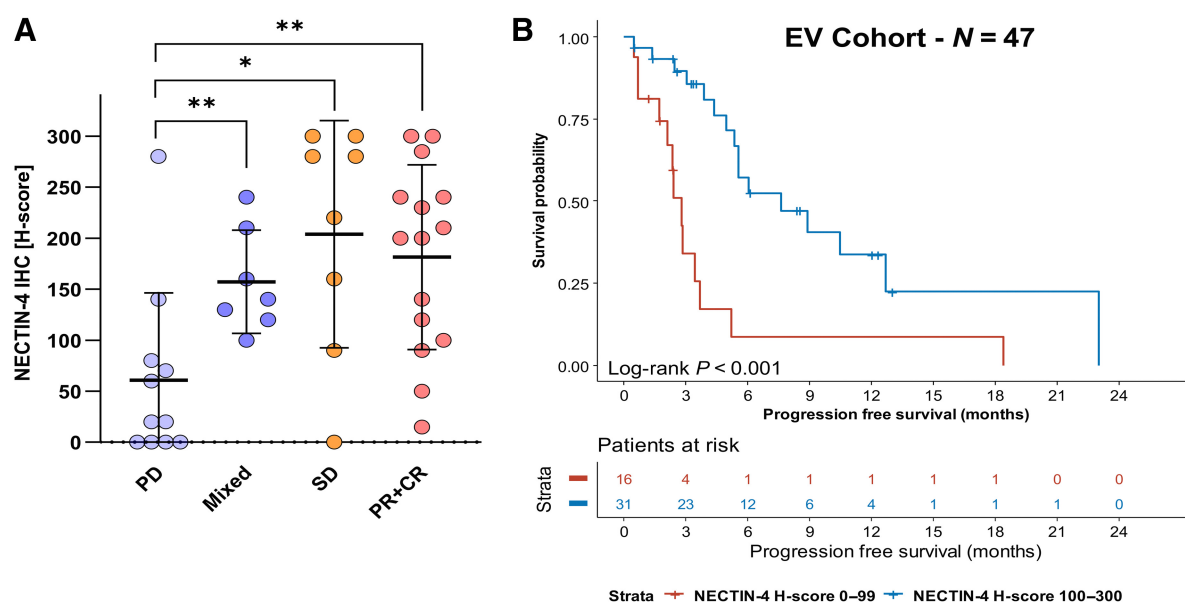 A
**
*
**
NECTIN-4 IHC [H-score]
300
250
200
150
100
50
0
PD
Mixed
SD
PR+CR
B
EV Cohort - N = 47
Survival probability
1.00
0.75
0.50
0.25
0.00
Log-rank P < 0.001
0 3 6 9 12 15 18 21 24
Progression free survival (months)
Patients at risk
Strata
16 4 1 1 1 1 1 0 0
31 23 12 6 4 1 1 1 0
0 3 6 9 12 15 18 21 24
Progression free survival (months)
Strata NECTIN-4 H-score 0–99 NECTIN-4 H-score 100–300